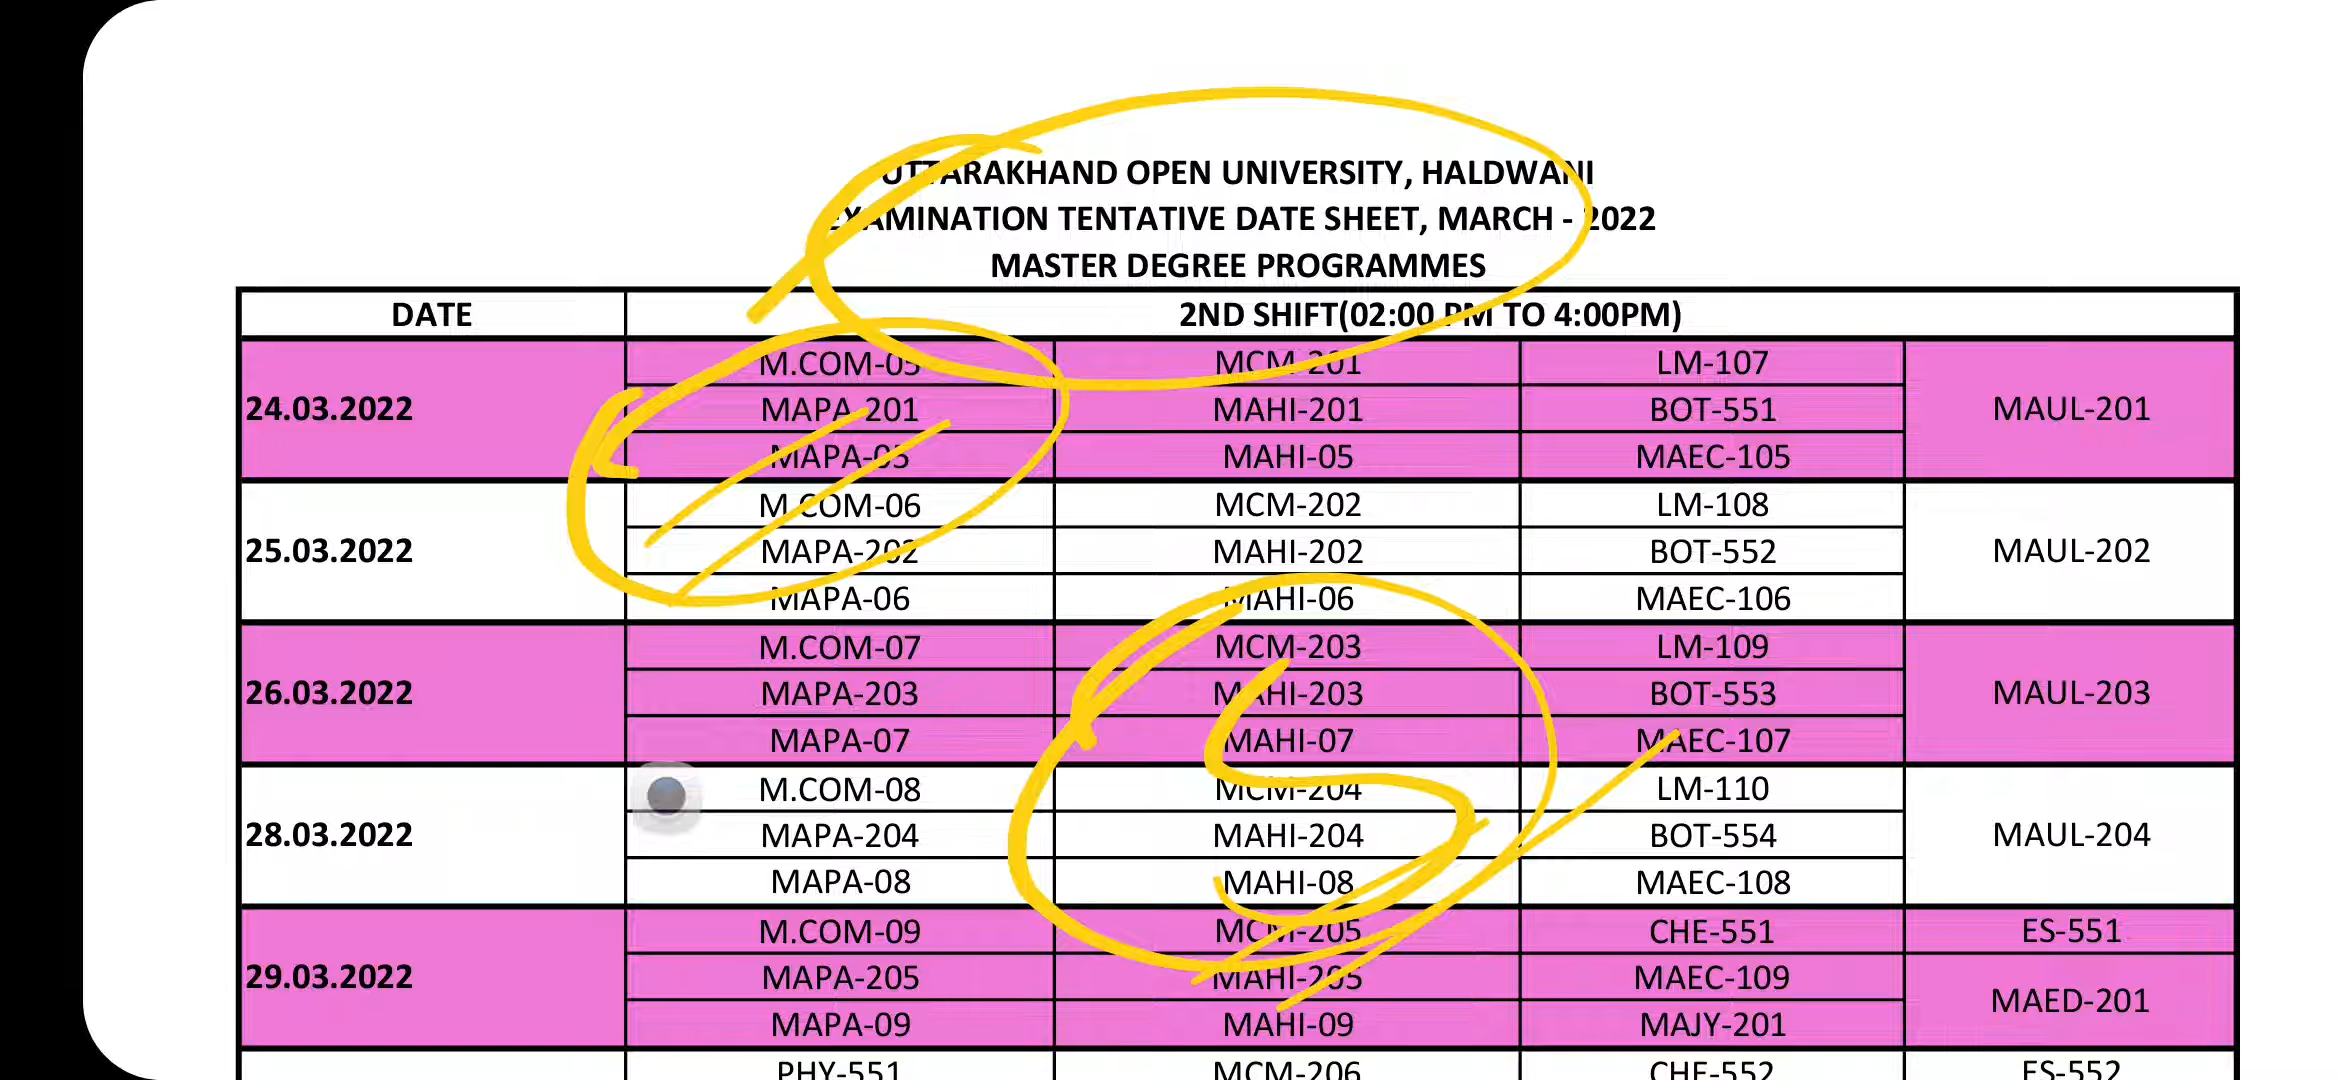 UTTARAKHAND OPEN UNIVERSITY, HALDWANI
EXAMINATION TENTATIVE DATE SHEET, MARCH - 2022
MASTER DEGREE PROGRAMMES
DATE 2ND SHIFT(02:00 PM TO 4:00PM)
M.COM-05 MCM-201 LM-107
24.03.2022 MAPA-201 MAHI-201 BOT-551 MAUL-201
MAPA-05 MAHI-05 MAEC-105
M.COM-06 MCM-202 LM-108
25.03.2022 MAPA-202 MAHI-202 BOT-552 MAUL-202
MAPA-06 MAHI-06 MAEC-106
M.COM-07 MCM-203 LM-109
26.03.2022 MAPA-203 MAHI-203 BOT-553 MAUL-203
MAPA-07 MAHI-07 MAEC-107
M.COM-08 MCM-204 LM-110
28.03.2022 MAPA-204 MAHI-204 BOT-554 MAUL-204
MAPA-08 MAHI-08 MAEC-108
M.COM-09 MCM-205 CHE-551 ES-551
29.03.2022 MAPA-205 MAHI-205 MAEC-109 MAED-201
MAPA-09 MAHI-09 MAJY-201
PHY-551 MCM-206 CHE-552 ES-552